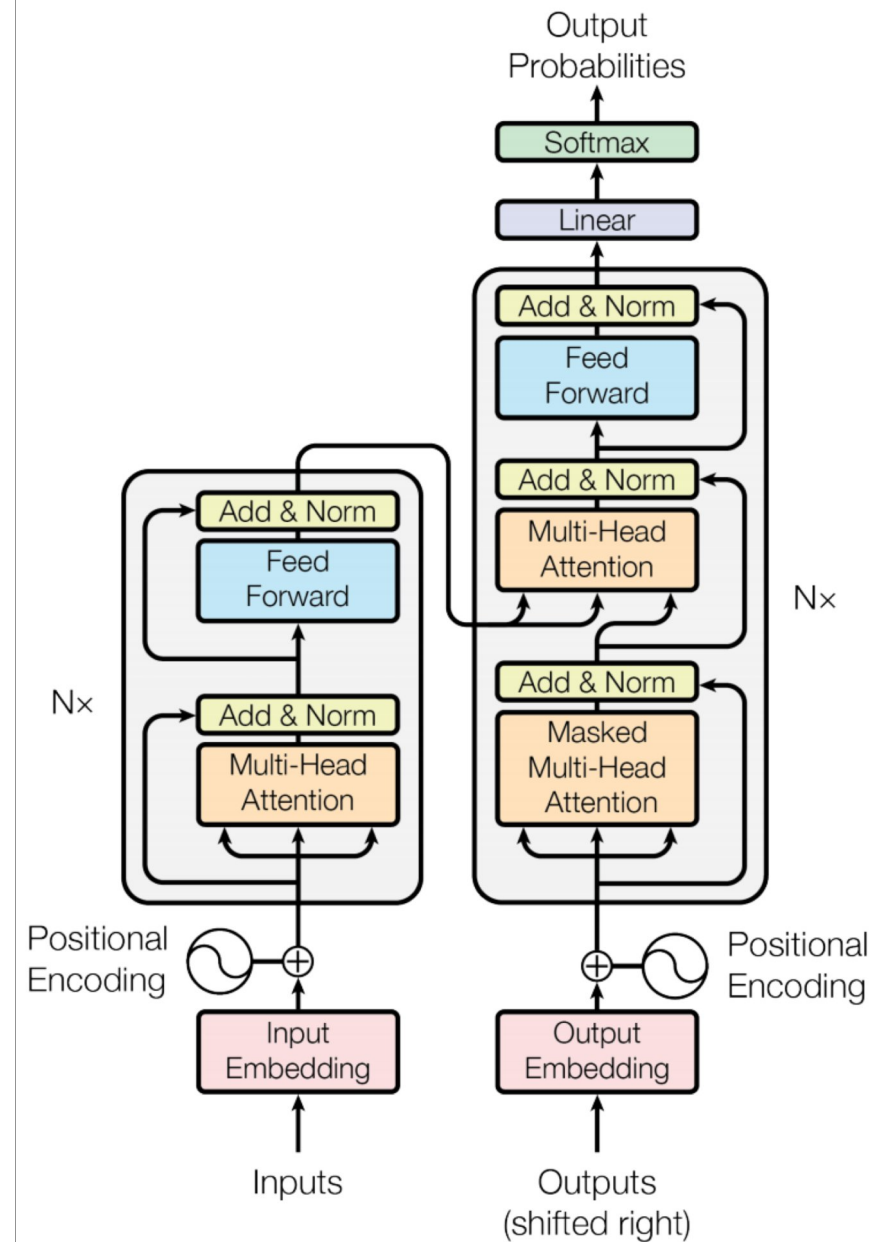 Output
Probabilities
Softmax
Linear
Add & Norm
Feed
Forward
Add & Norm
Multi-Head
Attention
Nx
Add & Norm
Masked
Multi-Head
Attention
Add & Norm
Feed
Forward
Nx
Add & Norm
Multi-Head
Attention
Positional
Encoding
Positional
Encoding
Input
Embedding
Output
Embedding
Inputs
Outputs
(shifted right)